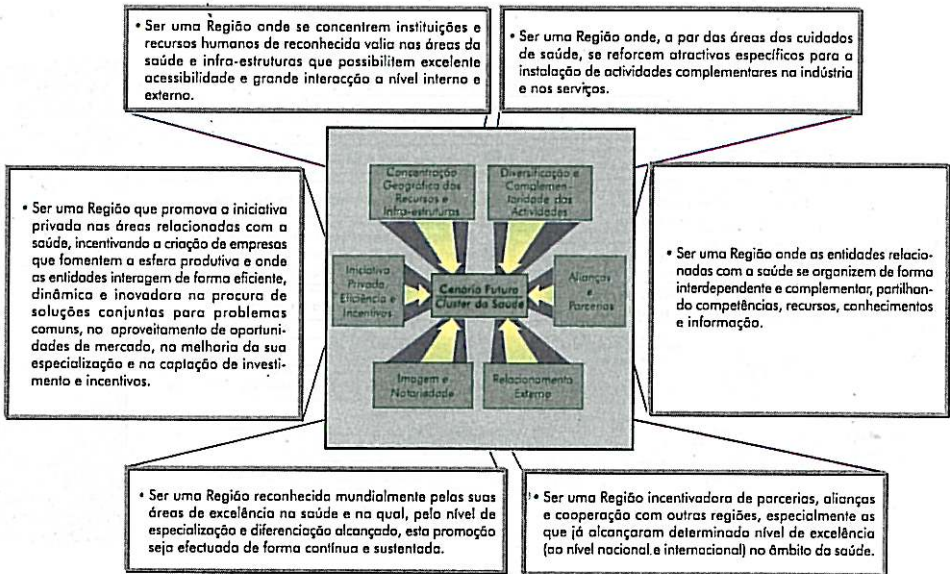 • Ser uma Região onde se concentrem instituições e
recursos humanos de reconhecida valia nas áreas da
saúde e infra-estruturas que possibilitem excelente
acessibilidade e grande interacção a nível interno e
externo.
• Ser uma Região onde, a par das áreas dos cuidados
de saúde, se reforcem atractivos específicos para a
instalação de actividades complementares na indústria
e nos serviços.
• Ser uma Região que promova a iniciativa
privada nas áreas relacionadas com a
saúde, incentivando a criação de empresas
que fomentem a esfera produtiva e onde
as entidades interagem de forma eficiente,
dinâmica e inovadora na procura de
soluções conjuntas para problemas
comuns, no aproveitamento de oportuni-
dades de mercado, na melhoria da sua
especialização e na captação de investi-
mento e incentivos.
Concentração
Geográfica dos
Recursos e
Infra-estruturas
Diversificação e
Complemen-
taridade das
Actividades
Iniciativa
Privada
Eficiência e
Incentivos
Cenário Futuro
Cluster da Saúde
Alianças
e
Parcerias
Imagem e
Notoriedade
Relacionamento
Externo
• Ser uma Região onde as entidades relacio-
nadas com a saúde se organizem de forma
interdependente e complementar, partilhan-
do competências, recursos, conhecimentos
e informação.
• Ser uma Região reconhecida mundialmente pelas suas
áreas de excelência na saúde e na qual, pelo nível de
especialização e diferenciação alcançado, esta promoção
seja efectuada de forma contínua e sustentada.
• Ser uma Região incentivadora de parcerias, alianças
e cooperação com outras regiões, especialmente as
que já alcançaram determinado nível de excelência
(ao nível nacional e internacional) no âmbito da saúde.